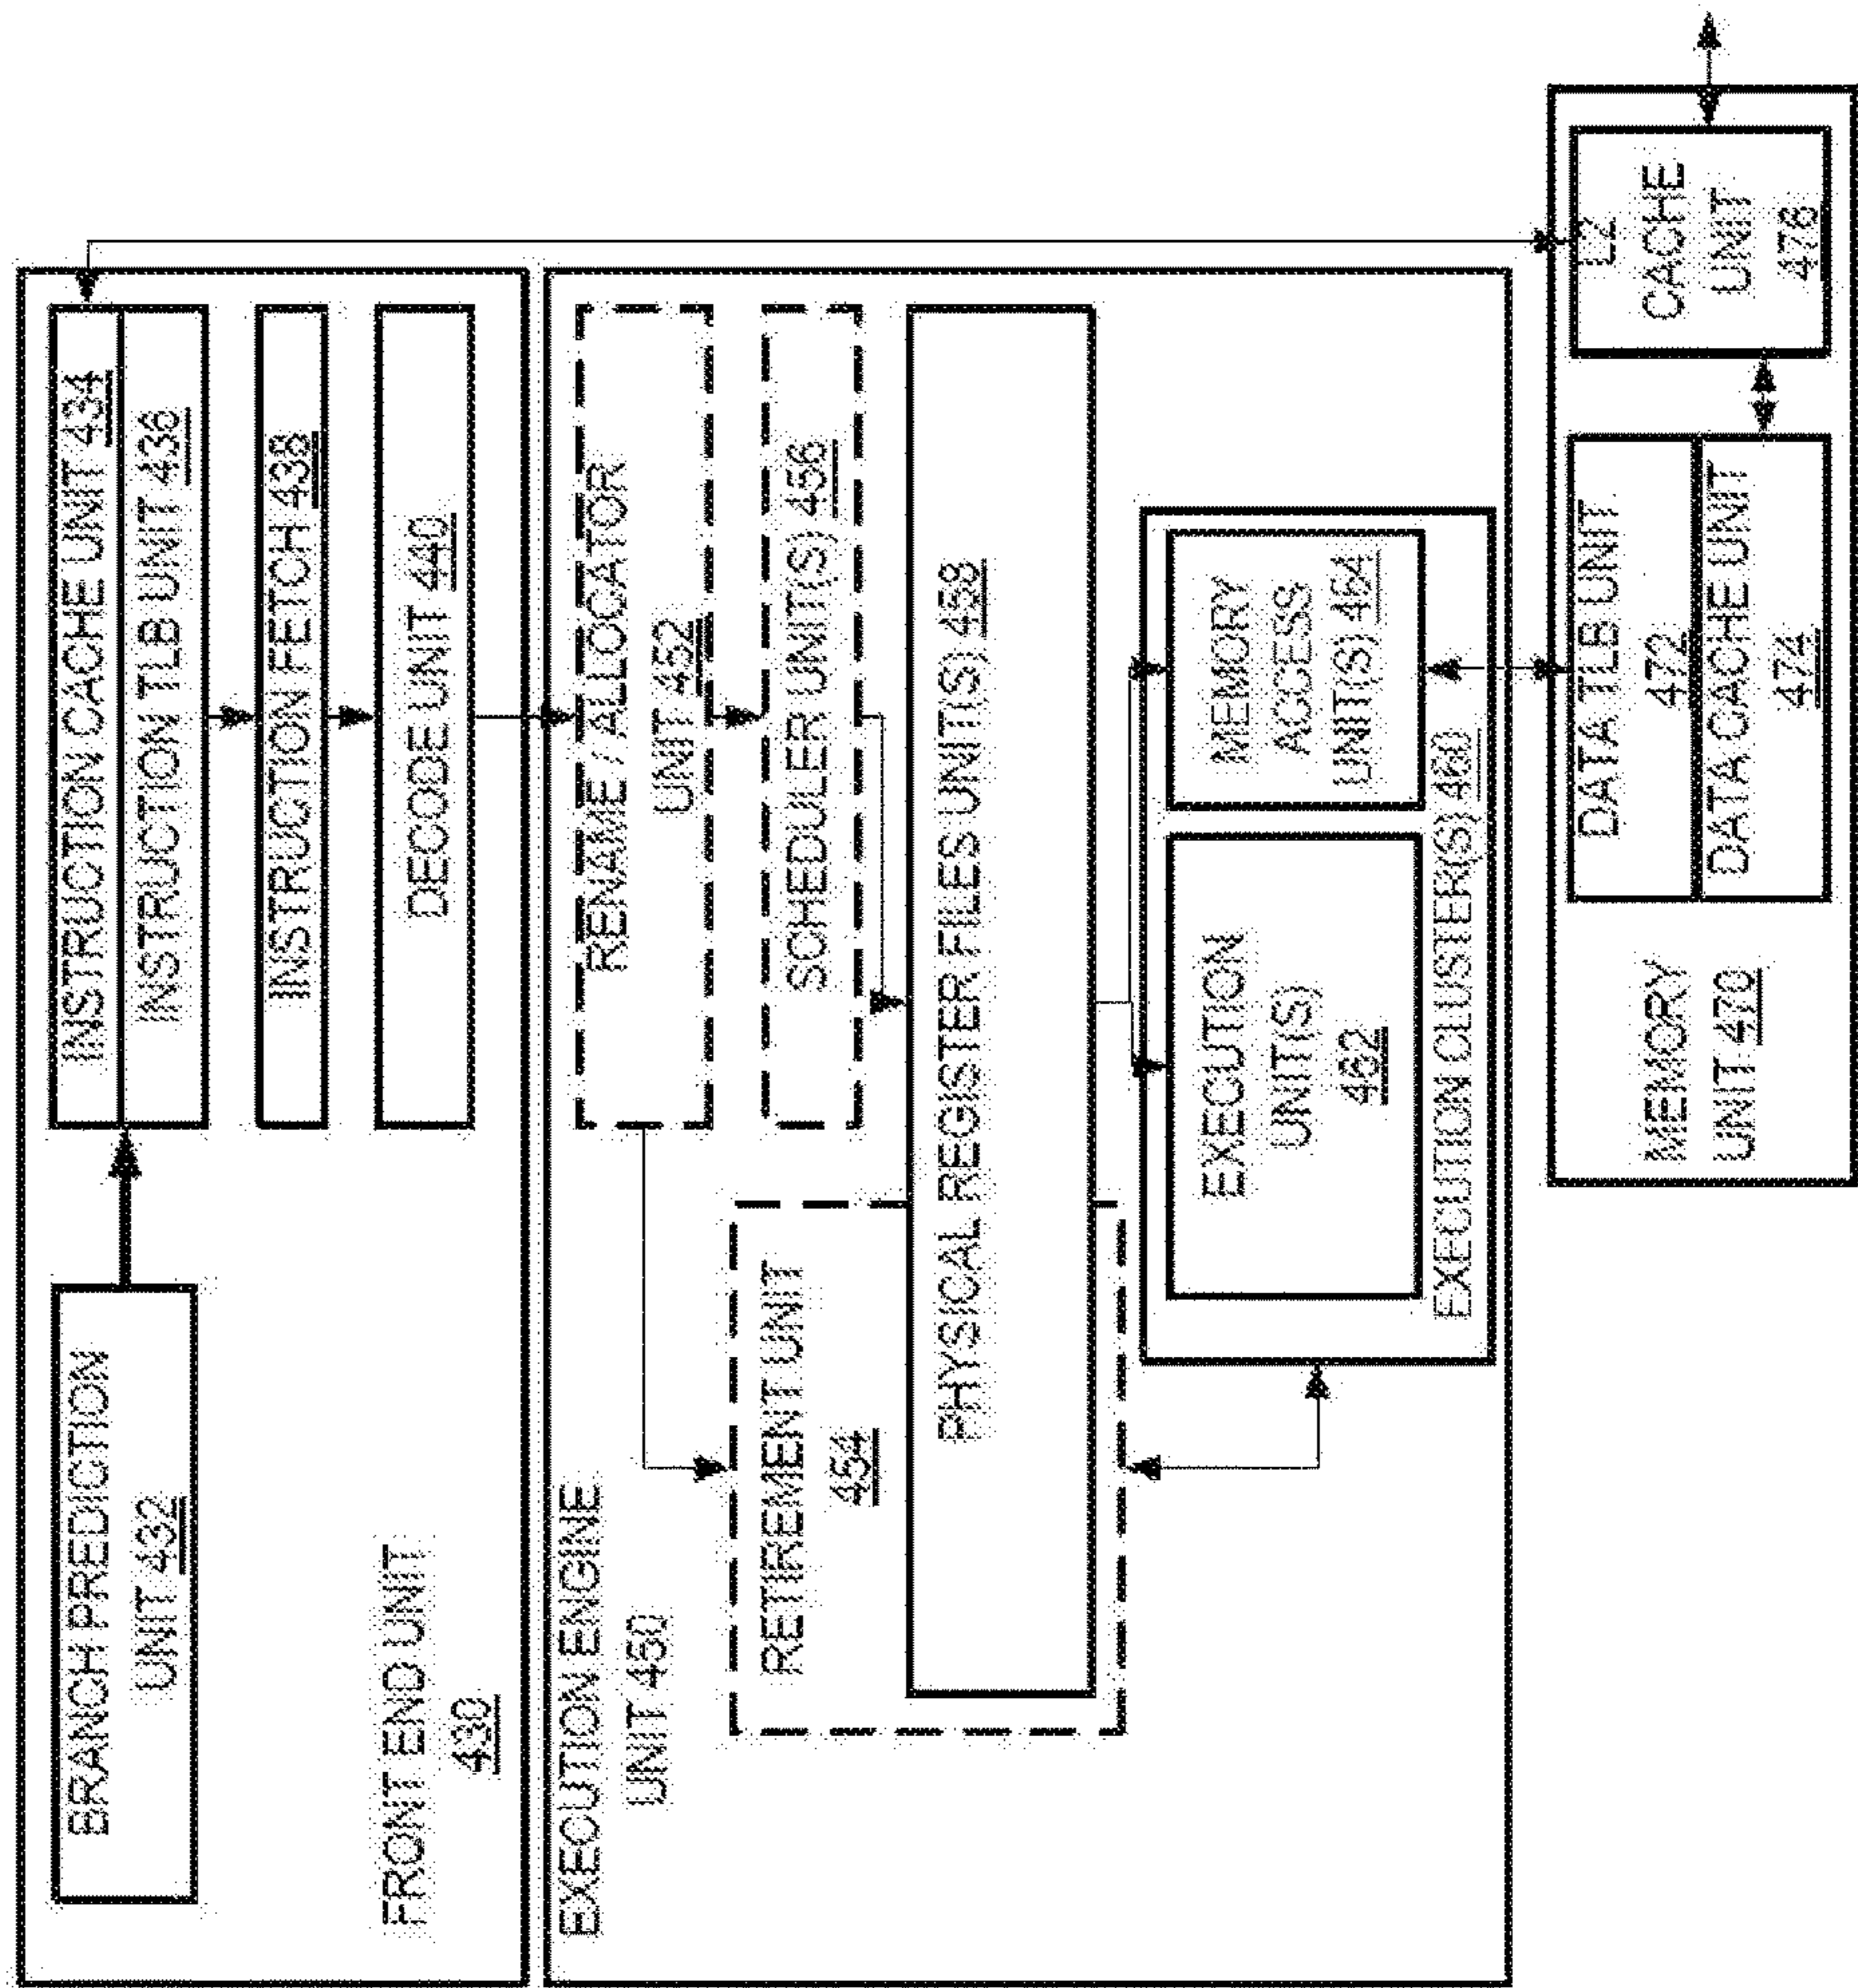 BRANCH PREDICTION
UNIT 432
INSTRUCTION CACHE UNIT 434
INSTRUCTION TLB UNIT 436
INSTRUCTION FETCH 438
DECODE UNIT 440
FRONT END UNIT
430
EXECUTION ENGINE
UNIT 450
RENAME / ALLOCATOR
UNIT 452
RETIREMENT UNIT
454
SCHEDULER UNIT(S) 456
PHYSICAL REGISTER FILES UNIT(S) 458
EXECUTION
UNIT(S)
462
MEMORY
ACCESS
UNIT(S) 464
EXECUTION CLUSTER(S) 460
MEMORY
UNIT 470
DATA TLB UNIT
472
DATA CACHE UNIT
474
L2
CACHE
UNIT
476